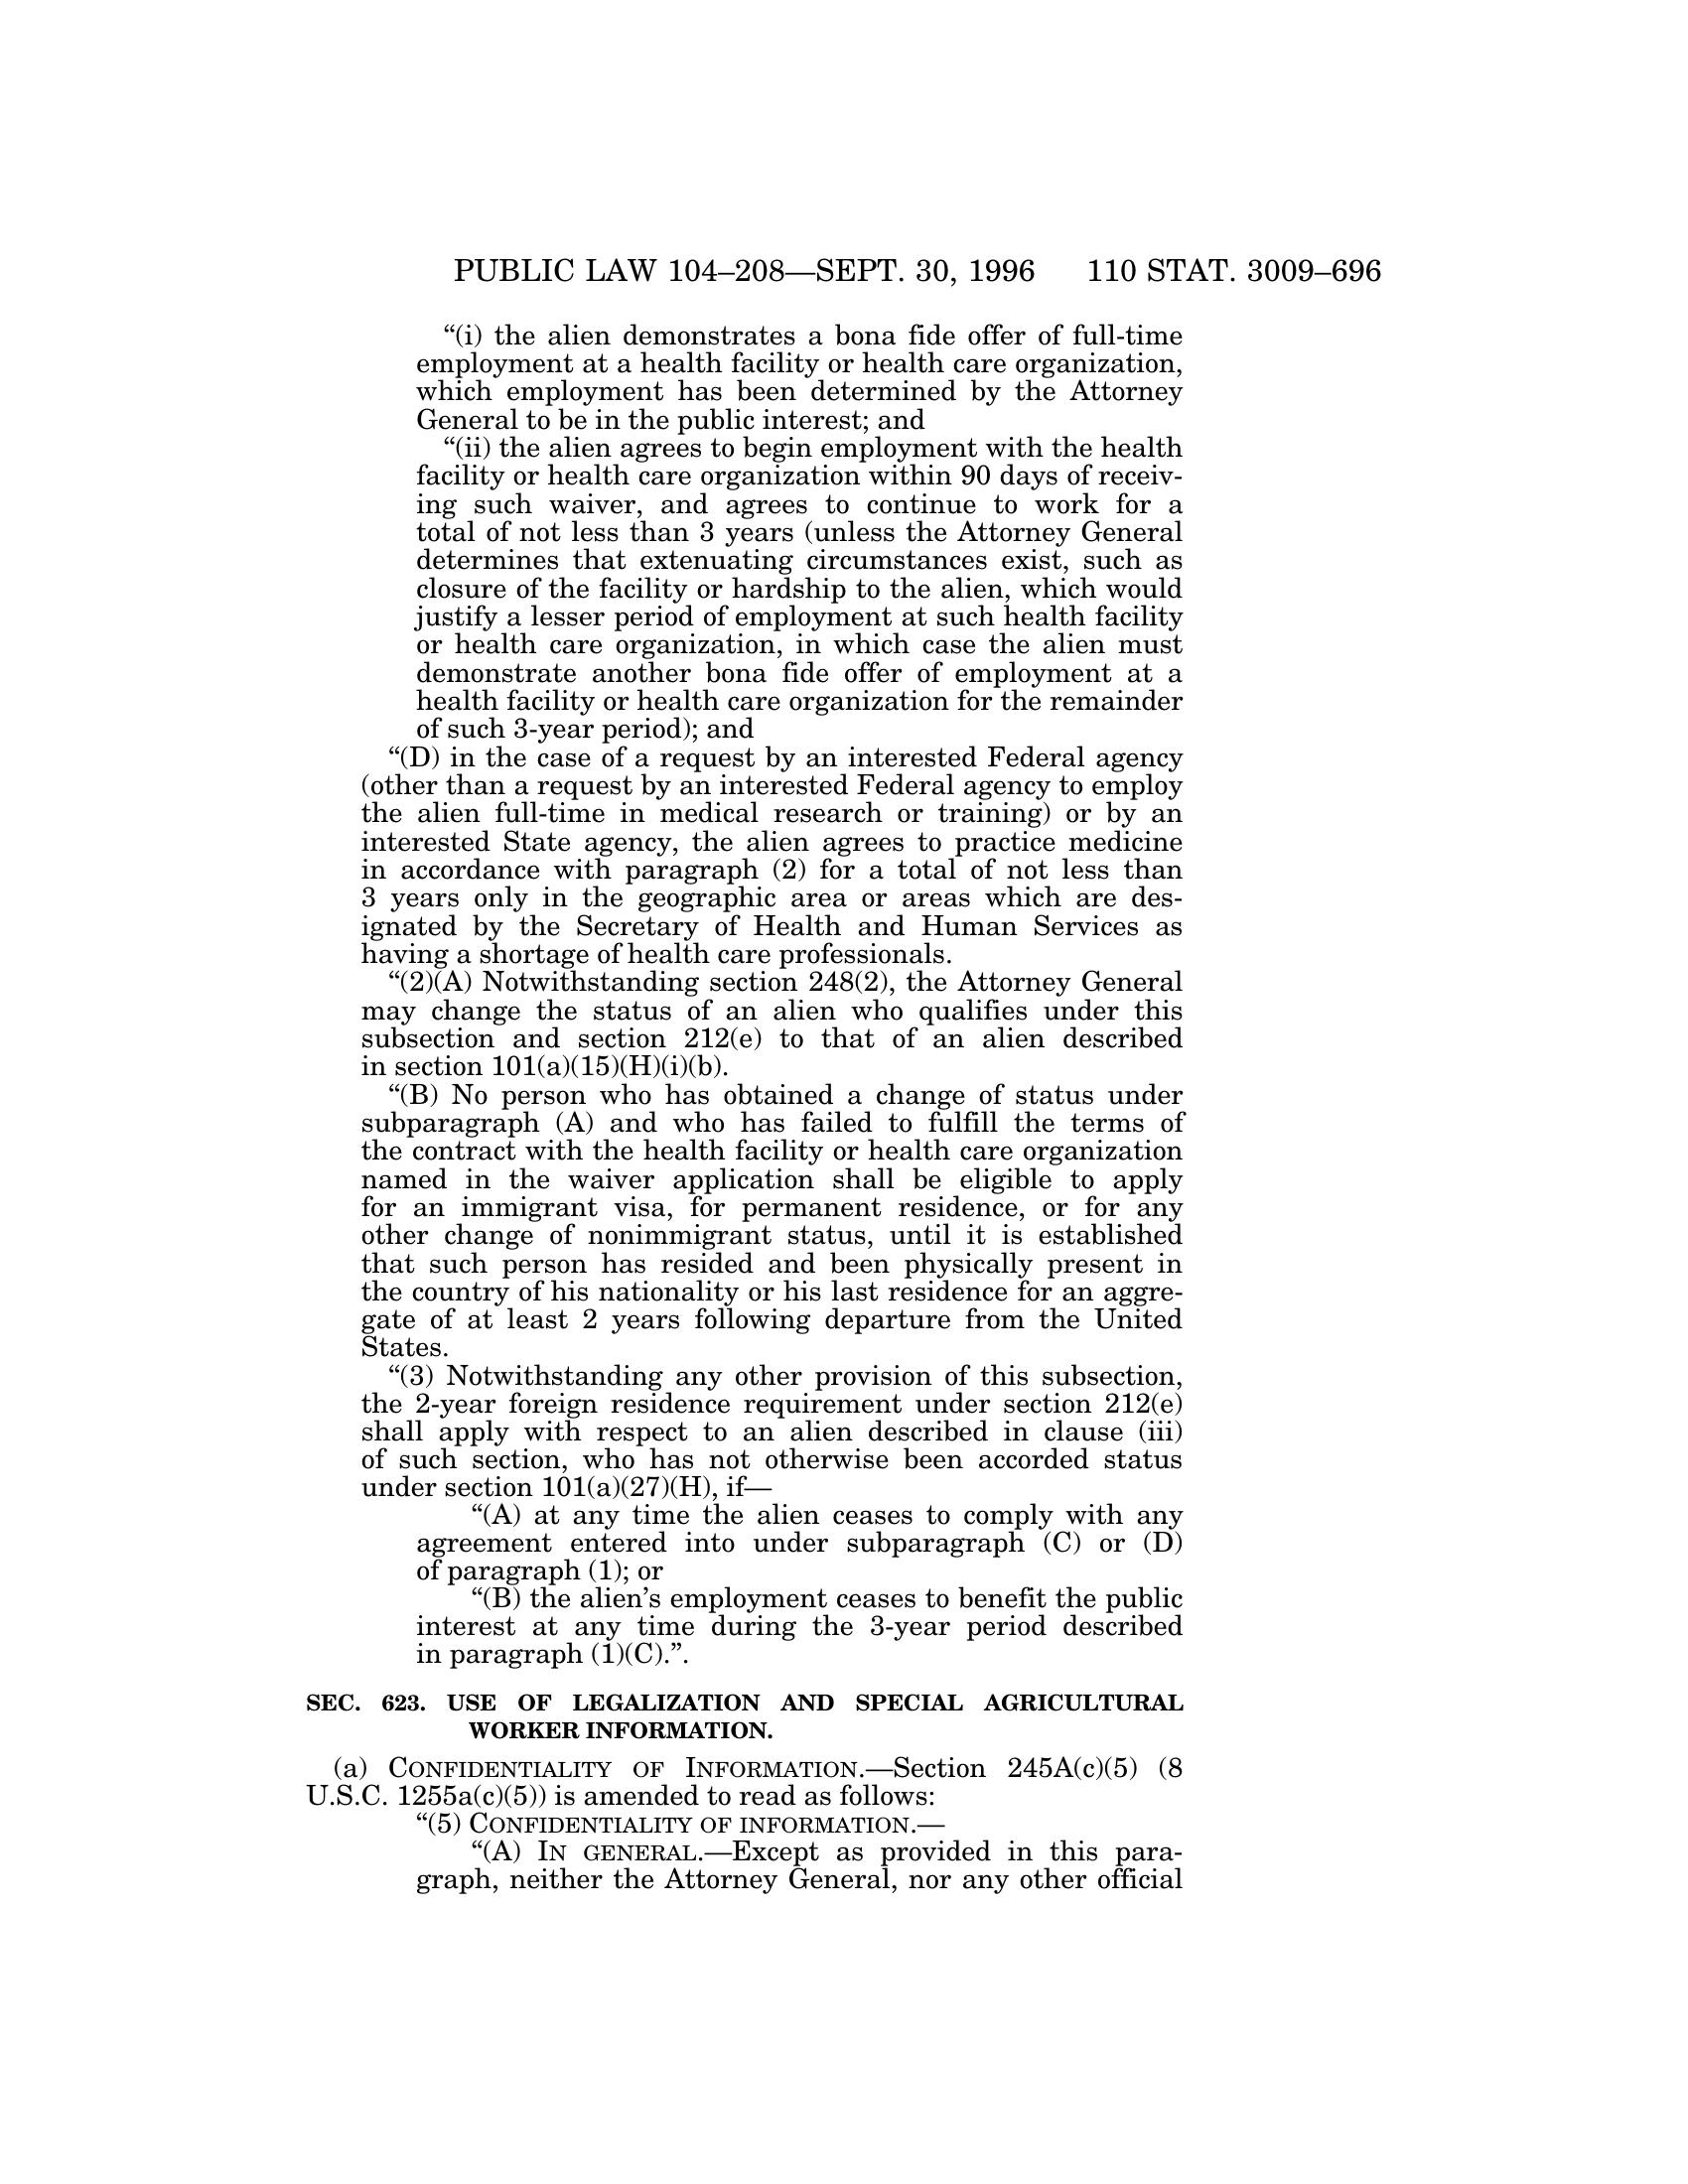 PUBLIC LAW 104–208—SEPT. 30, 1996 110 STAT. 3009–696
“(i) the alien demonstrates a bona fide offer of full-time
employment at a health facility or health care organization,
which employment has been determined by the Attorney
General to be in the public interest; and
“(ii) the alien agrees to begin employment with the health
facility or health care organization within 90 days of receiv-
ing such waiver, and agrees to continue to work for a
total of not less than 3 years (unless the Attorney General
determines that extenuating circumstances exist, such as
closure of the facility or hardship to the alien, which would
justify a lesser period of employment at such health facility
or health care organization, in which case the alien must
demonstrate another bona fide offer of employment at a
health facility or health care organization for the remainder
of such 3-year period); and
“(D) in the case of a request by an interested Federal agency
(other than a request by an interested Federal agency to employ
the alien full-time in medical research or training) or by an
interested State agency, the alien agrees to practice medicine
in accordance with paragraph (2) for a total of not less than
3 years only in the geographic area or areas which are des-
ignated by the Secretary of Health and Human Services as
having a shortage of health care professionals.
“(2)(A) Notwithstanding section 248(2), the Attorney General
may change the status of an alien who qualifies under this
subsection and section 212(e) to that of an alien described
in section 101(a)(15)(H)(i)(b).
“(B) No person who has obtained a change of status under
subparagraph (A) and who has failed to fulfill the terms of
the contract with the health facility or health care organization
named in the waiver application shall be eligible to apply
for an immigrant visa, for permanent residence, or for any
other change of nonimmigrant status, until it is established
that such person has resided and been physically present in
the country of his nationality or his last residence for an aggre-
gate of at least 2 years following departure from the United
States.
“(3) Notwithstanding any other provision of this subsection,
the 2-year foreign residence requirement under section 212(e)
shall apply with respect to an alien described in clause (iii)
of such section, who has not otherwise been accorded status
under section 101(a)(27)(H), if—
“(A) at any time the alien ceases to comply with any
agreement entered into under subparagraph (C) or (D)
of paragraph (1); or
“(B) the alien’s employment ceases to benefit the public
interest at any time during the 3-year period described
in paragraph (1)(C).”.
SEC. 623. USE OF LEGALIZATION AND SPECIAL AGRICULTURAL
WORKER INFORMATION.
(a) CONFIDENTIALITY OF INFORMATION.—Section 245A(c)(5) (8
U.S.C. 1255a(c)(5)) is amended to read as follows:
“(5) CONFIDENTIALITY OF INFORMATION.—
“(A) IN GENERAL.—Except as provided in this para-
graph, neither the Attorney General, nor any other official